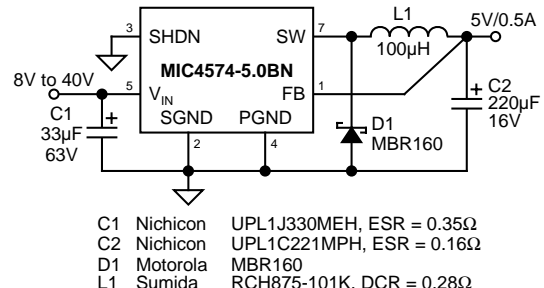 L1
5V/0.5A
3
SHDN
SW
7
100μH
MIC4574-5.0BN
8V to 40V
5
VIN
FB
1
C2
220μF
16V
C1
33μF
63V
SGND
PGND
D1
MBR160
2
4
C1 Nichicon UPL1J330MEH, ESR = 0.35Ω
C2 Nichicon UPL1C221MPH, ESR = 0.16Ω
D1 Motorola MBR160
L1 Sumida RCH875-101K, DCR = 0.28Ω